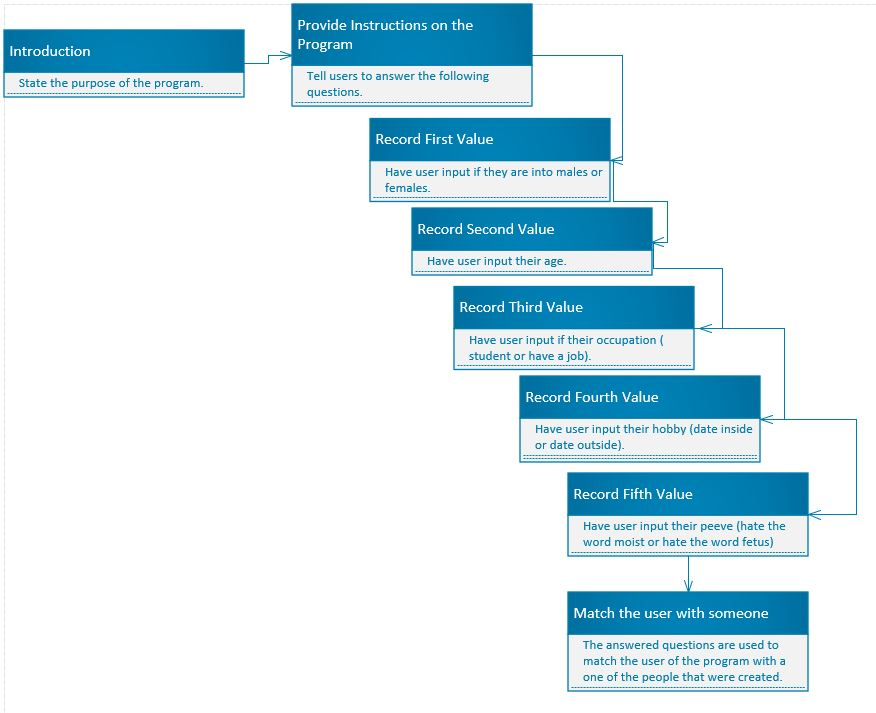 Introduction
State the purpose of the program.
Provide Instructions on the
Program
Tell users to answer the following
questions.
Record First Value
Have user input if they are into males or
females.
Record Second Value
Have user input their age.
Record Third Value
Have user input if their occupation (
student or have a job).
Record Fourth Value
Have user input their hobby (date inside
or date outside).
Record Fifth Value
Have user input their peeve (hate the
word moist or hate the word fetus)
Match the user with someone
The answered questions are used to
match the user of the program with a
one of the people that were created.